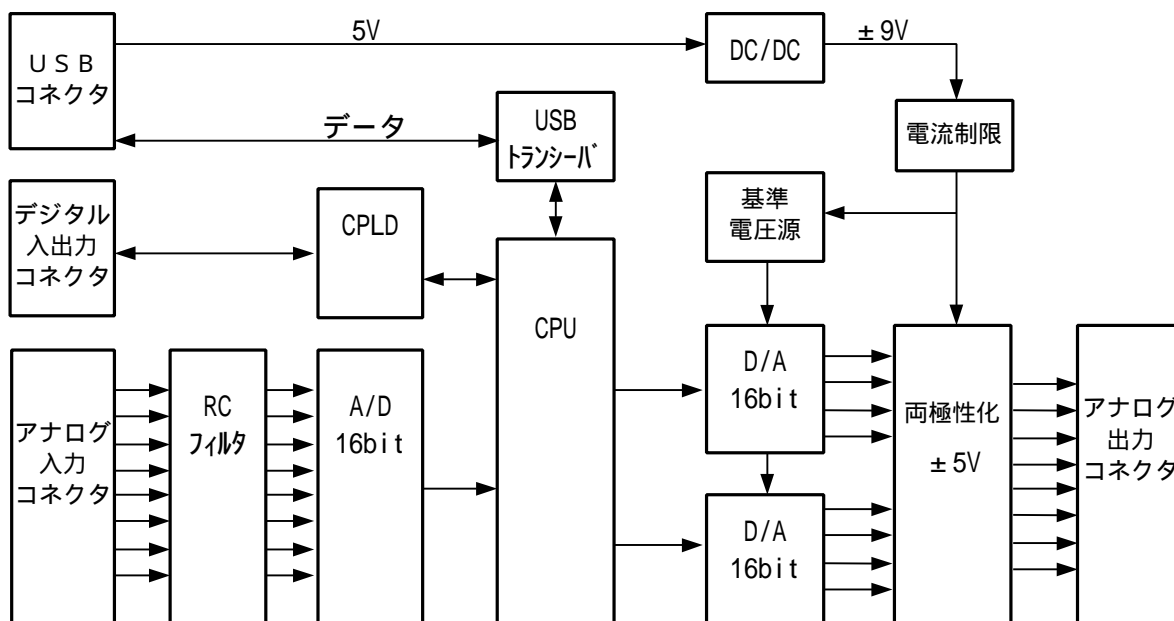 ＵＳＢ
コネクタ
5V
DC/DC
±9V
電流制限
データ
USB
ﾄﾗﾝｼｰﾊﾞ
デジタル
入出力
コネクタ
CPLD
基準
電圧源
CPU
アナログ
入力
コネクタ
RC
ﾌｨﾙﾀ
A/D
16bit
D/A
16bit
D/A
16bit
両極性化
±5V
アナログ
出力
コネクタ